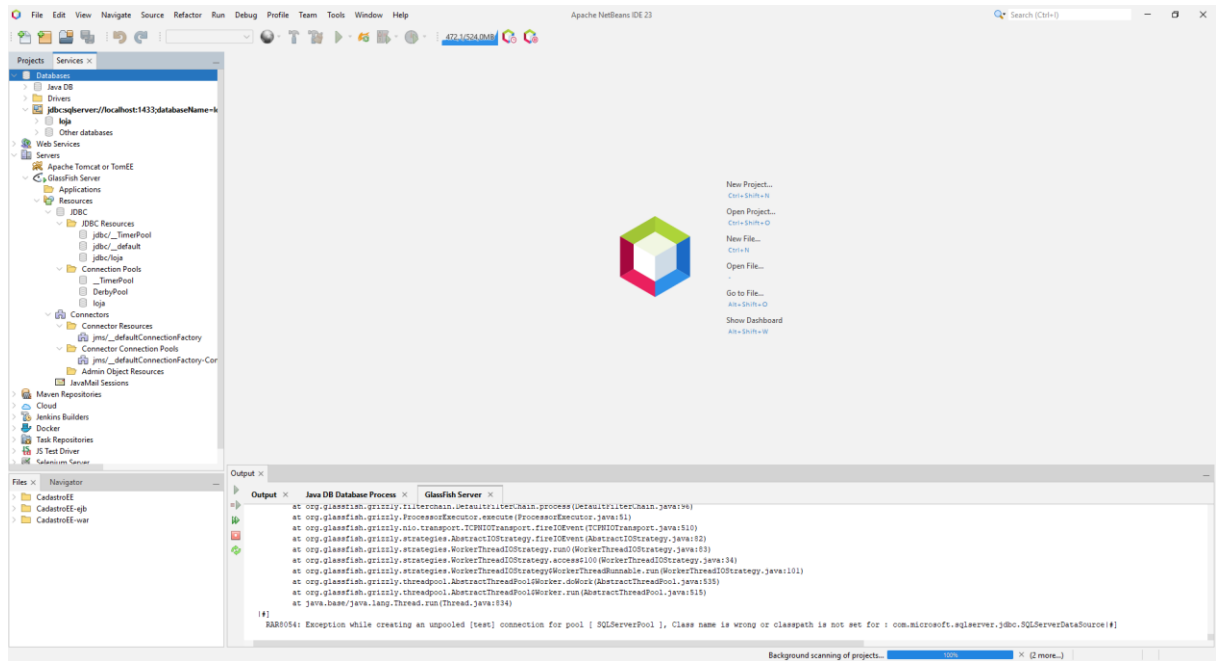 File Edit View Navigate Source Refactor Run Debug Profile Team Tools Window Help
Apache NetBeans IDE 23
Search (Ctrl+I)
472,1/524,0MB
Projects Services
Databases
Java DB
Drivers
jdbc:sqlserver://localhost:1433;databaseName=l
loja
Other databases
Web Services
Servers
Apache Tomcat or TomEE
GlassFish Server
Applications
Resources
JDBC
JDBC Resources
jdbc/__TimerPool
jdbc/__default
jdbc/loja
Connection Pools
__TimerPool
DerbyPool
loja
Connectors
Connector Resources
jms/__defaultConnectionFactory
Connector Connection Pools
jms/__defaultConnectionFactory-Cor
Admin Object Resources
JavaMail Sessions
Maven Repositories
Cloud
Jenkins Builders
Docker
Task Repositories
JS Test Driver
Selenium Server
New Project...
Ctrl+Shift+N
Open Project...
Ctrl+Shift+O
New File...
Ctrl+N
Open File...
-
Go to File...
Alt+Shift+O
Show Dashboard
Alt+Shift+W
Files Navigator
CadastroEE
CadastroEE-ejb
CadastroEE-war
Output
Output Java DB Database Process GlassFish Server
at org.glassfish.grizzly.filterchain.DefaultFilterChain.process(DefaultFilterChain.java:96)
at org.glassfish.grizzly.ProcessorExecutor.execute(ProcessorExecutor.java:51)
at org.glassfish.grizzly.nio.transport.TCPNIOTransport.fireIOEvent(TCPNIOTransport.java:510)
at org.glassfish.grizzly.strategies.AbstractIOStrategy.fireIOEvent(AbstractIOStrategy.java:82)
at org.glassfish.grizzly.strategies.WorkerThreadIOStrategy.run0(WorkerThreadIOStrategy.java:83)
at org.glassfish.grizzly.strategies.WorkerThreadIOStrategy.access$100(WorkerThreadIOStrategy.java:34)
at org.glassfish.grizzly.strategies.WorkerThreadIOStrategy$WorkerThreadRunnable.run(WorkerThreadIOStrategy.java:101)
at org.glassfish.grizzly.threadpool.AbstractThreadPool$Worker.doWork(AbstractThreadPool.java:535)
at org.glassfish.grizzly.threadpool.AbstractThreadPool$Worker.run(AbstractThreadPool.java:515)
at java.base/java.lang.Thread.run(Thread.java:834)
|#]
RAR8054: Exception while creating an unpooled [test] connection for pool [ SQLServerPool ], Class name is wrong or classpath is not set for : com.microsoft.sqlserver.jdbc.SQLServerDataSource|#]
Background scanning of projects... 100% (2 more...)